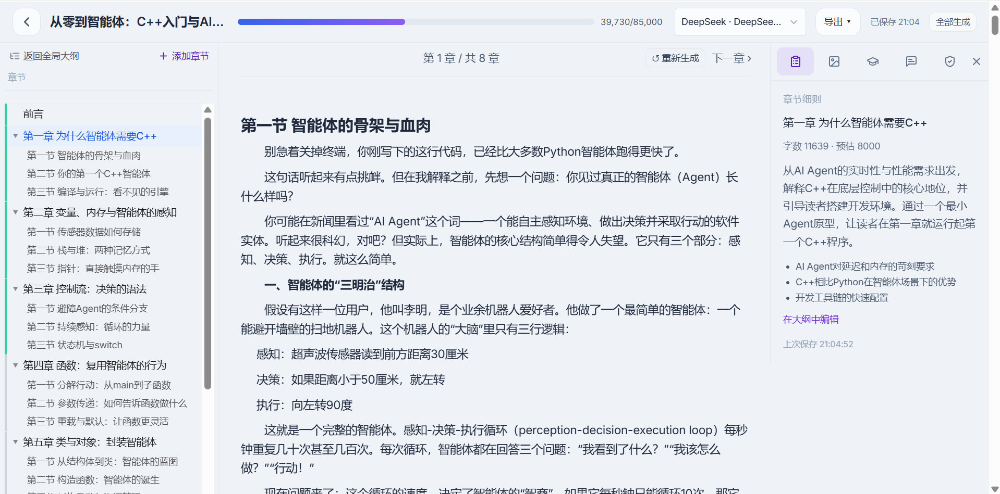 从零到智能体：C++入门与AI...
39,730/85,000
DeepSeek · DeepSee...
导出 ▾
已保存 21:04
全部生成
返回全局大纲
+ 添加章节
章节
前言
第一章 为什么智能体需要C++
第一节 智能体的骨架与血肉
第二节 你的第一个C++智能体
第三节 编译与运行：看不见的引擎
第二章 变量、内存与智能体的感知
第一节 传感器数据如何存储
第二节 栈与堆：两种记忆方式
第三节 指针：直接触摸内存的手
第三章 控制流：决策的语法
第一节 避障Agent的条件分支
第二节 持续感知：循环的力量
第三节 状态机与switch
第四章 函数：复用智能体的行为
第一节 分解行动：从main到子函数
第二节 参数传递：如何告诉函数做什么
第三节 重载与默认：让函数更灵活
第五章 类与对象：封装智能体
第一节 从结构体到类：智能体的蓝图
第二节 构造函数：智能体的诞生
第 1 章 / 共 8 章
↺ 重新生成
下一章 ›
第一节 智能体的骨架与血肉
别急着关掉终端，你刚写下的这行代码，已经比大多数Python智能体跑得更快了。
这句话听起来有点挑衅。但在我解释之前，先想一个问题：你见过真正的智能体（Agent）长
什么样吗？
你可能在新闻里看过“AI Agent”这个词——一个能自主感知环境、做出决策并采取行动的软件
实体。听起来很科幻，对吧？但实际上，智能体的核心结构简单得令人失望。它只有三个部分：感
知、决策、执行。就这么简单。
一、智能体的“三明治”结构
假设有这样一位用户，他叫李明，是个业余机器人爱好者。他做了一个最简单的智能体：一个
能避开墙壁的扫地机器人。这个机器人的“大脑”里只有三行逻辑：
感知：超声波传感器读到前方距离30厘米
决策：如果距离小于50厘米，就左转
执行：向左转90度
这就是一个完整的智能体。感知-决策-执行循环（perception-decision-execution loop）每秒
钟重复几十次甚至几百次。每次循环，智能体都在回答三个问题：“我看到了什么？”“我该怎么
做？”“行动！”
现在问题来了：这个循环的速度，决定了智能体的“智商”。如果它每秒钟只能循环10次，那它
章节细则
第一章 为什么智能体需要C++
字数 11639 · 预估 8000
从AI Agent的实时性与性能需求出发，
解释C++在底层控制中的核心地位，并
引导读者搭建开发环境。通过一个最小
Agent原型，让读者在第一章就运行起第
一个C++程序。
• AI Agent对延迟和内存的苛刻要求
• C++相比Python在智能体场景下的优势
• 开发工具链的快速配置
在大纲中编辑
上次保存 21:04:52